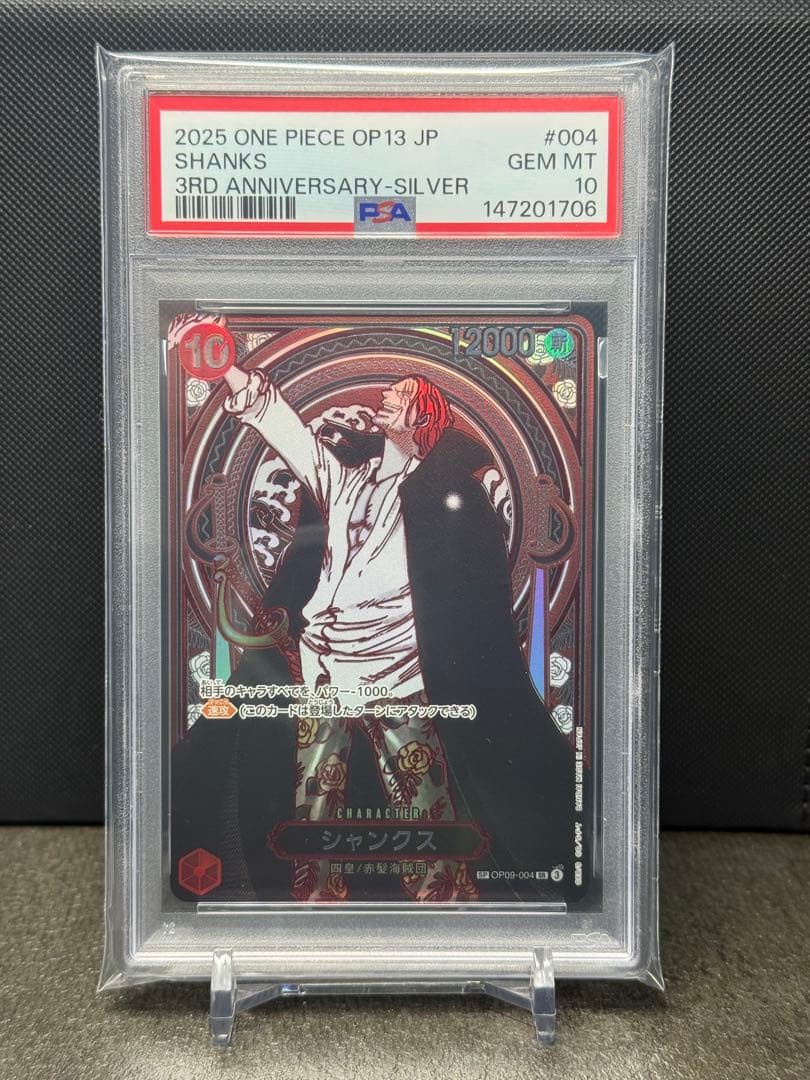 2025 ONE PIECE OP13 JP #004
SHANKS GEM MT
3RD ANNIVERSARY-SILVER 10
PSA 147201706
10 12000 斬
相手のキャラすべてを、パワー-1000。
速攻 (このカードは登場したターンにアタックできる)
CHARACTER
シャンクス
四皇/赤髪海賊団
SP OP09-004 SR 3